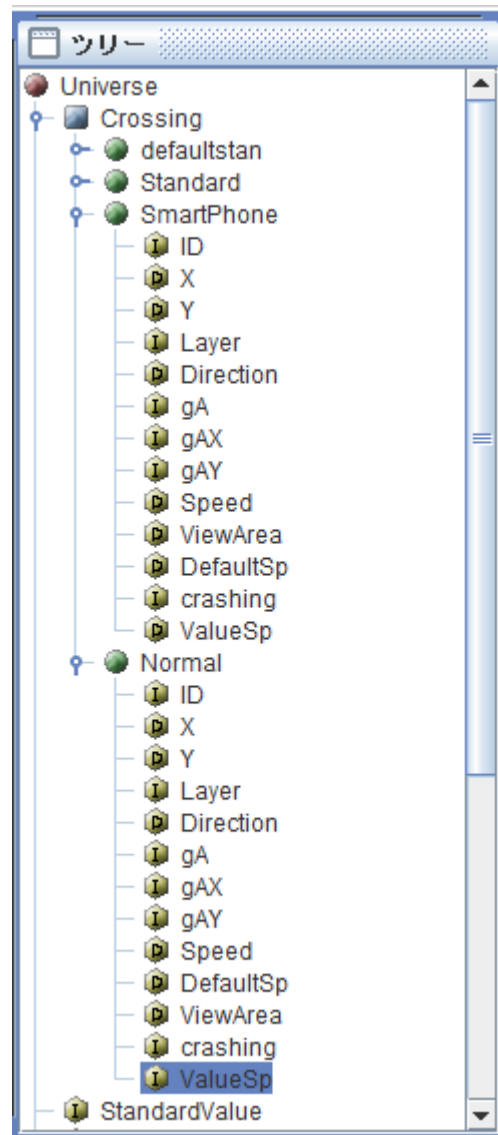 ツリー
Universe
Crossing
defaultstan
Standard
SmartPhone
I ID
D X
D Y
I Layer
D Direction
I gA
I gAX
I gAY
D Speed
D ViewArea
D DefaultSp
I crashing
D ValueSp
Normal
I ID
D X
D Y
I Layer
D Direction
I gA
I gAX
I gAY
D Speed
D DefaultSp
D ViewArea
I crashing
I ValueSp
I StandardValue